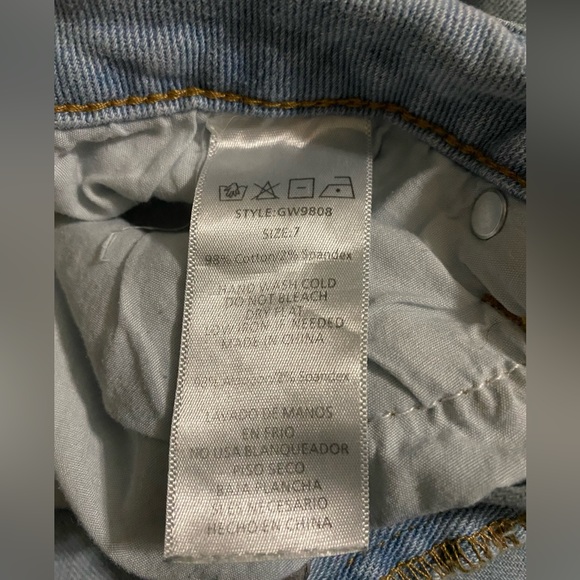 STYLE:GW9808
SIZE:7
98% Cotton/2% Spandex
HAND WASH COLD
DO NOT BLEACH
DRY FLAT
LOW IRON IF NEEDED
MADE IN CHINA
98% Algodon/2% Spandex
LAVADO DE MANOS
EN FRIO
NO USA BLANQUEADOR
PISO SECO
BAJA PLANCHA
SI ES NECESARIO
HECHO EN CHINA